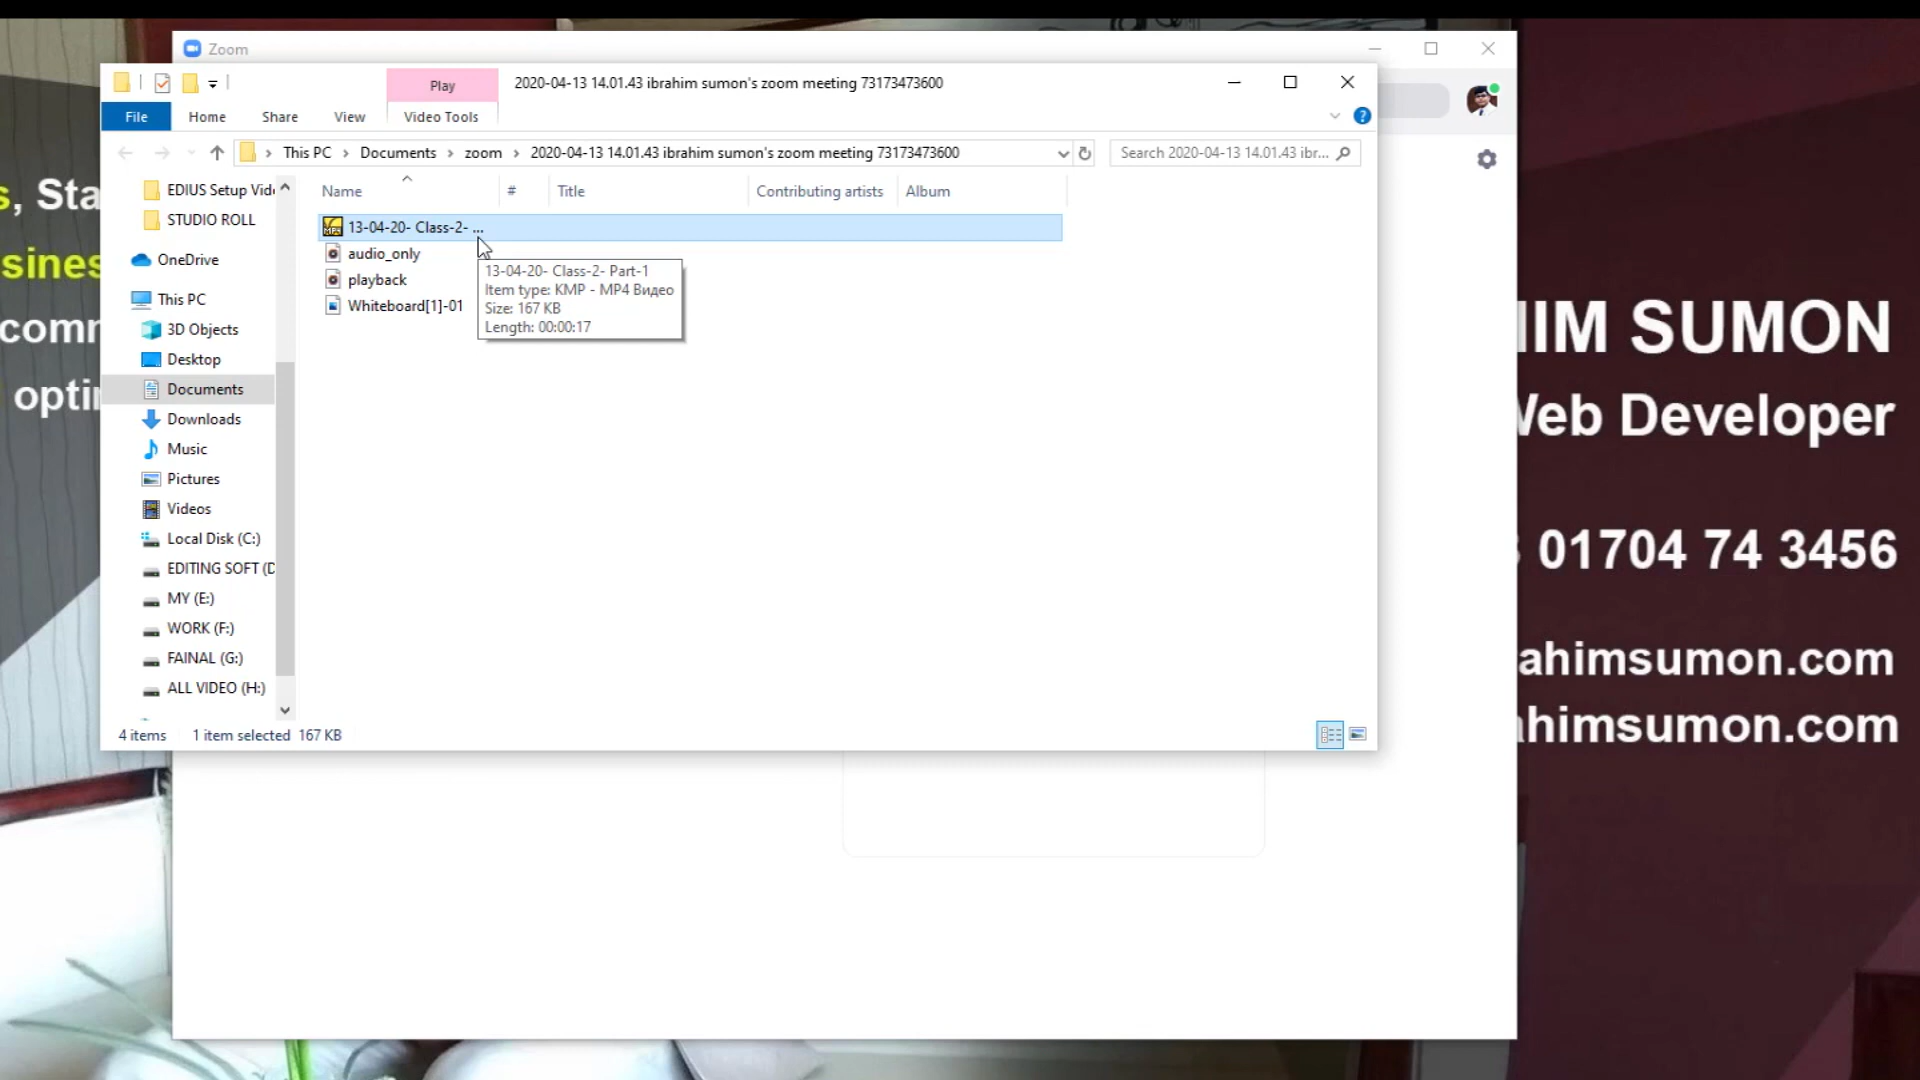 Zoom
Play
2020-04-13 14.01.43 ibrahim sumon's zoom meeting 73173473600
File
Home
Share
View
Video Tools
This PC
Documents
zoom
2020-04-13 14.01.43 ibrahim sumon's zoom meeting 73173473600
Search 2020-04-13 14.01.43 ibr...
Name
#
Title
Contributing artists
Album
EDIUS Setup Vid
STUDIO ROLL
OneDrive
This PC
3D Objects
Desktop
Documents
Downloads
Music
Pictures
Videos
Local Disk (C:)
EDITING SOFT (D
MY (E:)
WORK (F:)
FAINAL (G:)
ALL VIDEO (H:)
13-04-20- Class-2- ...
audio_only
playback
Whiteboard[1]-01
13-04-20- Class-2- Part-1
Item type: KMP - MP4 Видео
Size: 167 KB
Length: 00:00:17
4 items
1 item selected 167 KB
s, Sta
sines
comm
optin
HIM SUMON
Web Developer
01704 74 3456
ahimsumon.com
ahimsumon.com